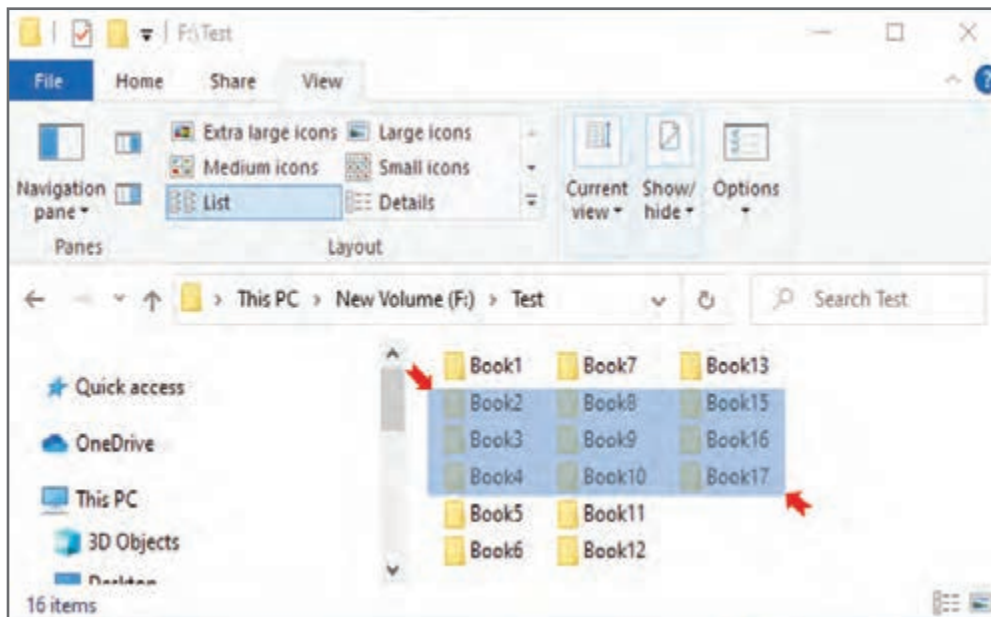 F:\Test
File Home Share View
Extra large icons Large icons
Medium icons Small icons
List Details
Navigation pane
Current view
Show/ hide
Options
Panes Layout
This PC > New Volume (F:) > Test
Search Test
Quick access
OneDrive
This PC
3D Objects
Desktop
Book1 Book7 Book13
Book2 Book8 Book15
Book3 Book9 Book16
Book4 Book10 Book17
Book5 Book11
Book6 Book12
16 items